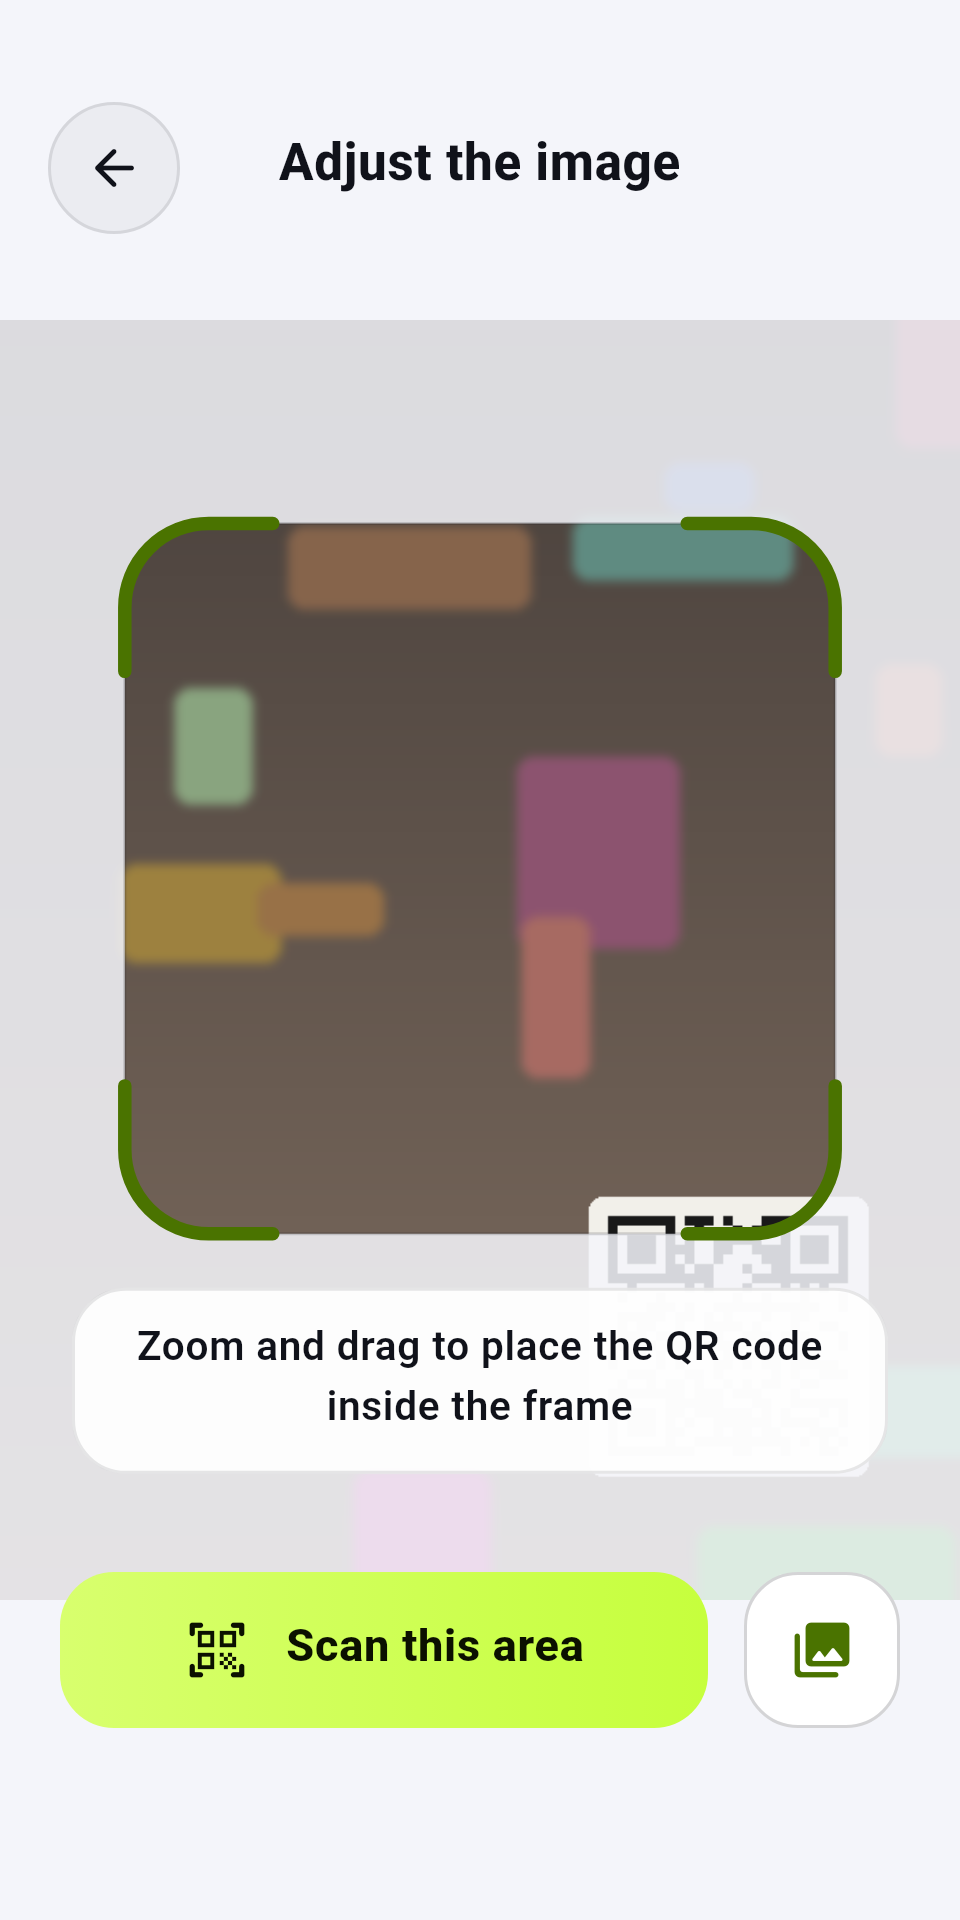 Adjust the image
Zoom and drag to place the QR code
inside the frame
Scan this area